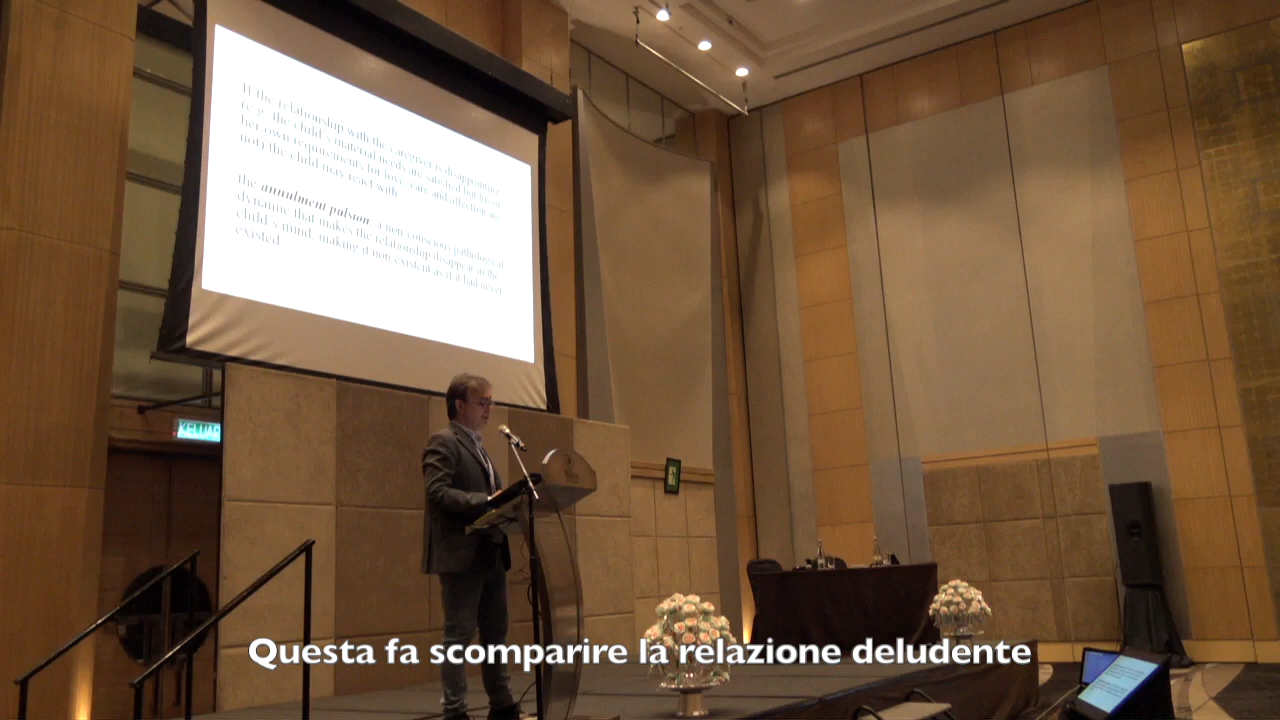 If the relationship with the caregiver is disappointing
(e.g. the child's material needs are satisfied but his or
her own requirements for love, care and affection are
not) the child may react with
the annulment pulsion, a non-conscious pathological
dynamic that makes the relationship disappear in the
child's mind, making it non-existent as if it had never
existed
KELUAR
Questa fa scomparire la relazione deludente